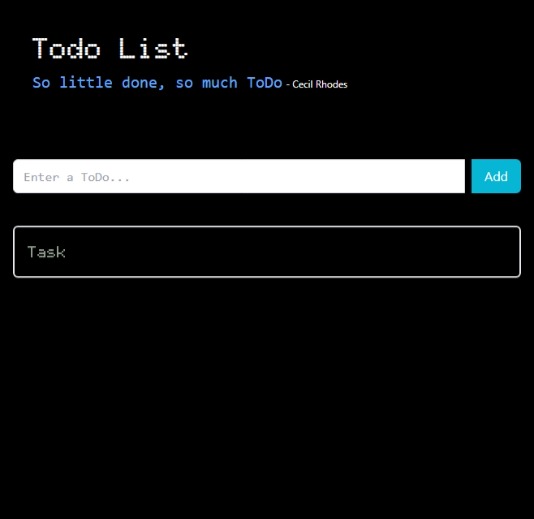 Todo List
So little done, so much ToDo - Cecil Rhodes
Enter a ToDo... Add
Task